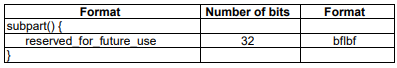 Format Number of bits Format
subpart() {
reserved_for_future_use 32 bflbf
}